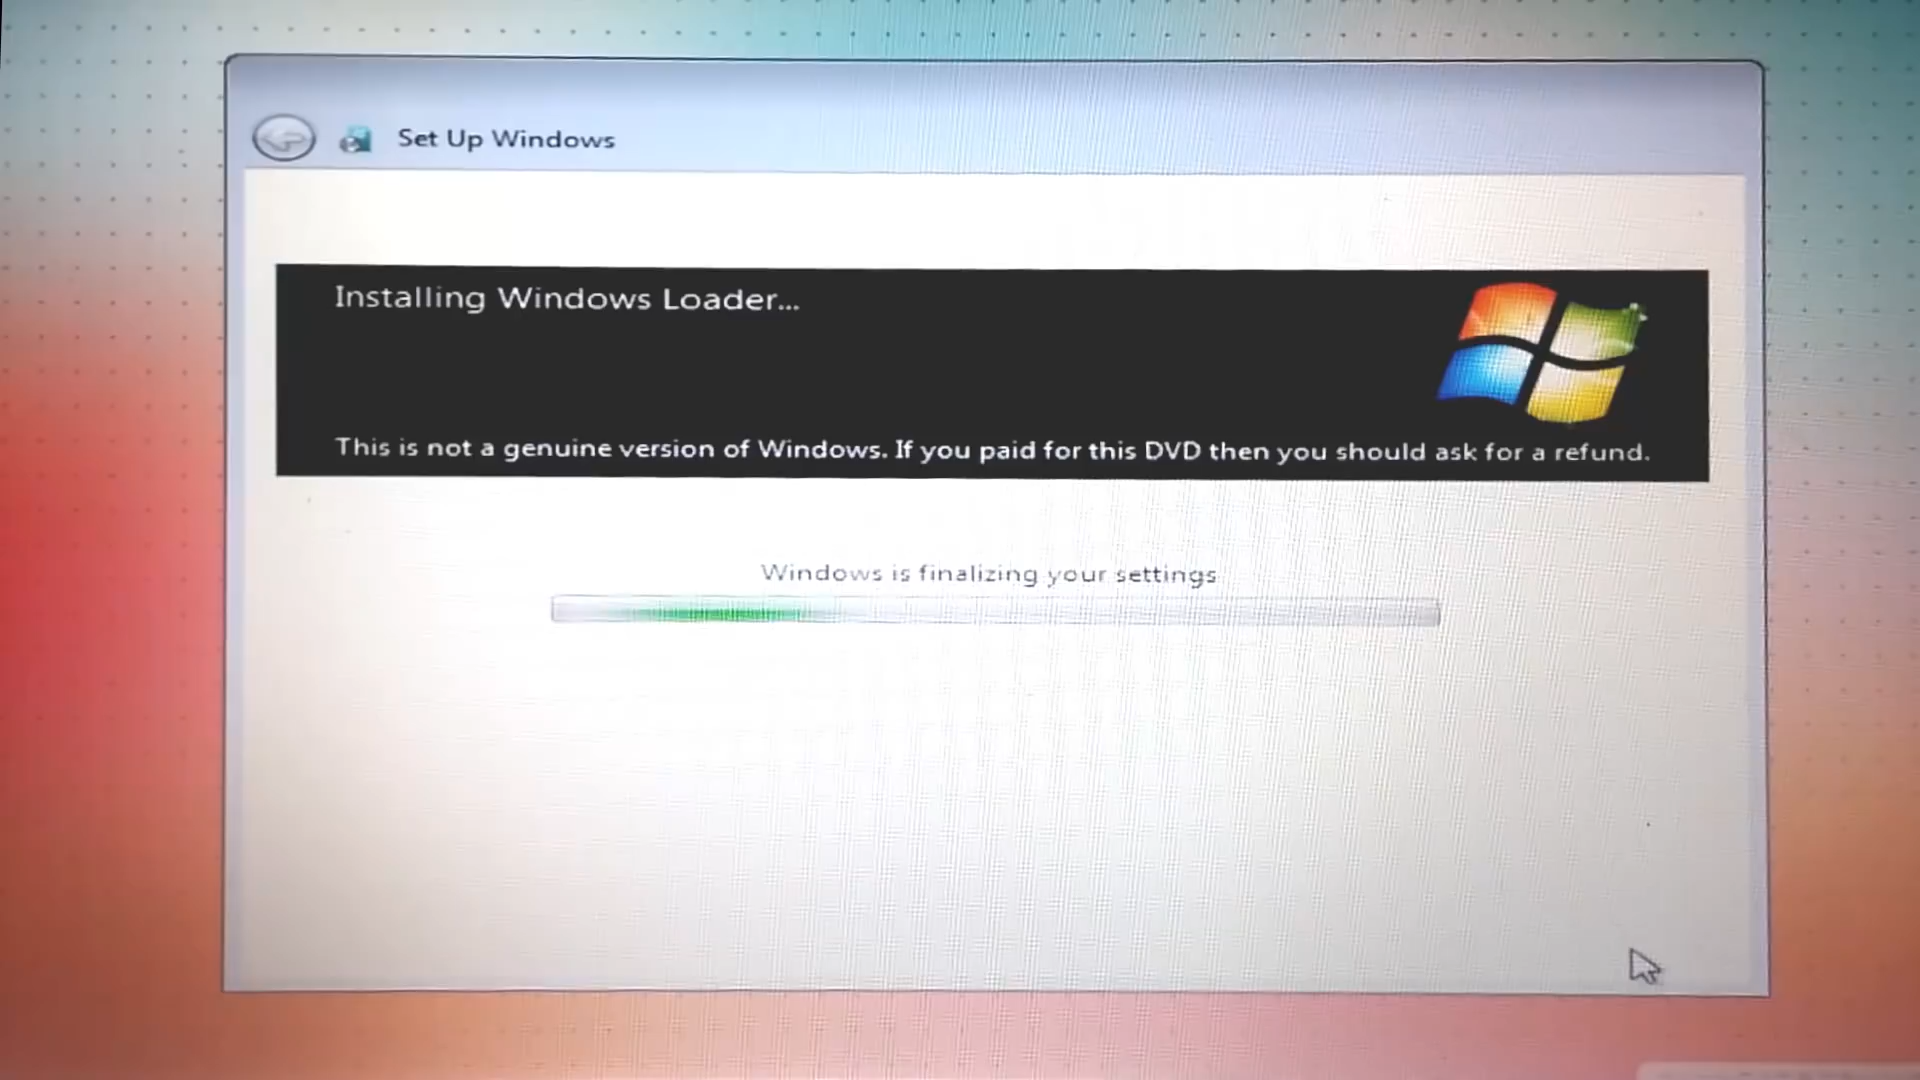 Set Up Windows
Installing Windows Loader...
This is not a genuine version of Windows. If you paid for this DVD then you should ask for a refund.
Windows is finalizing your settings